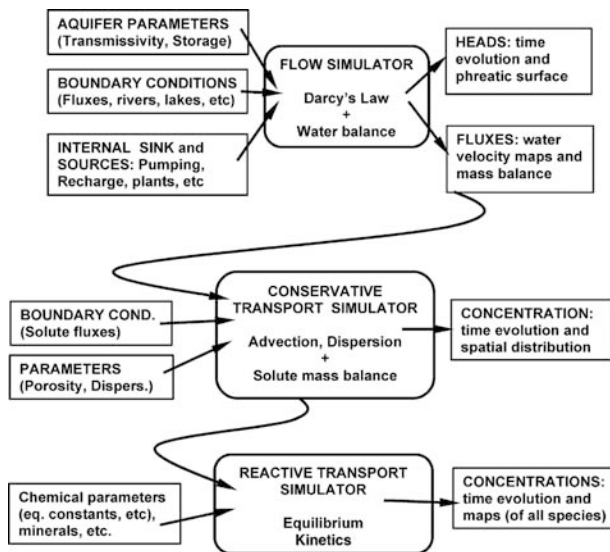 AQUIFER PARAMETERS
(Transmissivity, Storage)
BOUNDARY CONDITIONS
(Fluxes, rivers, lakes, etc)
INTERNAL SINK and
SOURCES: Pumping,
Recharge, plants, etc
FLOW SIMULATOR
Darcy's Law
+
Water balance
HEADS: time
evolution and
phreatic surface
FLUXES: water
velocity maps and
mass balance
BOUNDARY COND.
(Solute fluxes)
PARAMETERS
(Porosity, Dispers.)
CONSERVATIVE
TRANSPORT SIMULATOR
Advection, Dispersion
+
Solute mass balance
CONCENTRATION:
time evolution and
spatial distribution
Chemical parameters
(eq. constants, etc),
minerals, etc.
REACTIVE TRANSPORT
SIMULATOR
Equilibrium
Kinetics
CONCENTRATIONS:
time evolution and
maps (of all species)